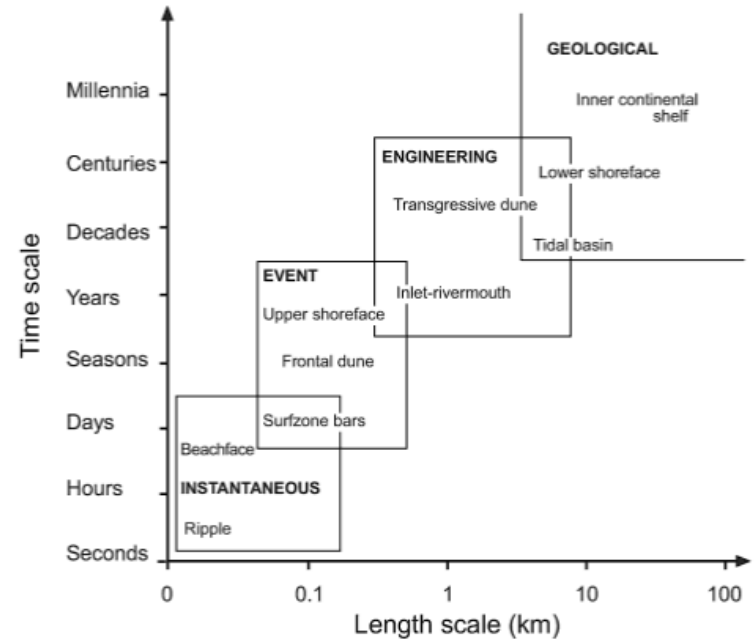 GEOLOGICAL
Millennia
Inner continental
shelf
ENGINEERING
Centuries
Lower shoreface
Transgressive dune
Decades
Tidal basin
EVENT
Inlet-rivermouth
Years
Upper shoreface
Time scale
Seasons
Frontal dune
Days
Surfzone bars
Beachface
Hours
INSTANTANEOUS
Ripple
Seconds
0 0.1 1 10 100
Length scale (km)